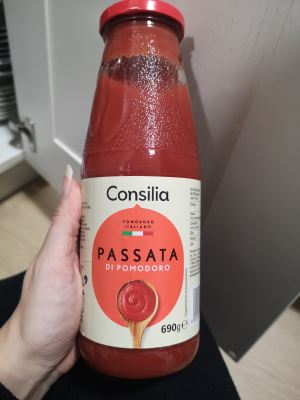 Consilia
POMODORO
ITALIANO
PASSATA
DI POMODORO
690g e